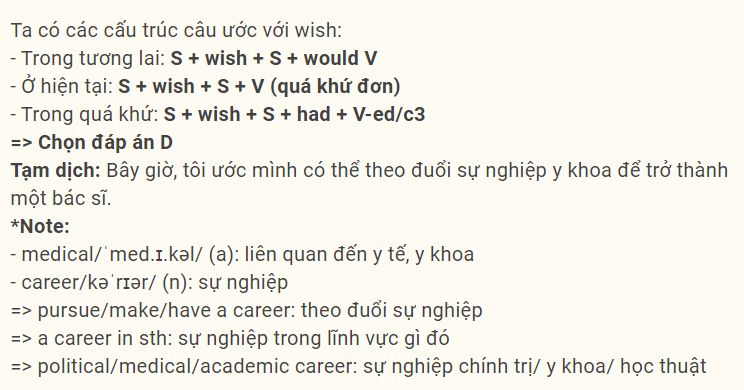 Ta có các cấu trúc câu ước với wish:
- Trong tương lai: S + wish + S + would V
- Ở hiện tại: S + wish + S + V (quá khứ đơn)
- Trong quá khứ: S + wish + S + had + V-ed/c3
=> Chọn đáp án D
Tạm dịch: Bây giờ, tôi ước mình có thể theo đuổi sự nghiệp y khoa để trở thành
một bác sĩ.
*Note:
- medical/ˈmed.ɪ.kəl/ (a): liên quan đến y tế, y khoa
- career/kəˈrɪər/ (n): sự nghiệp
=> pursue/make/have a career: theo đuổi sự nghiệp
=> a career in sth: sự nghiệp trong lĩnh vực gì đó
=> political/medical/academic career: sự nghiệp chính trị/ y khoa/ học thuật